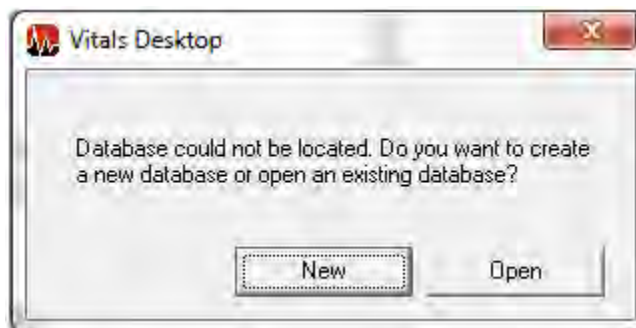 Vitals Desktop
Database could not be located. Do you want to create
a new database or open an existing database?
New
Open